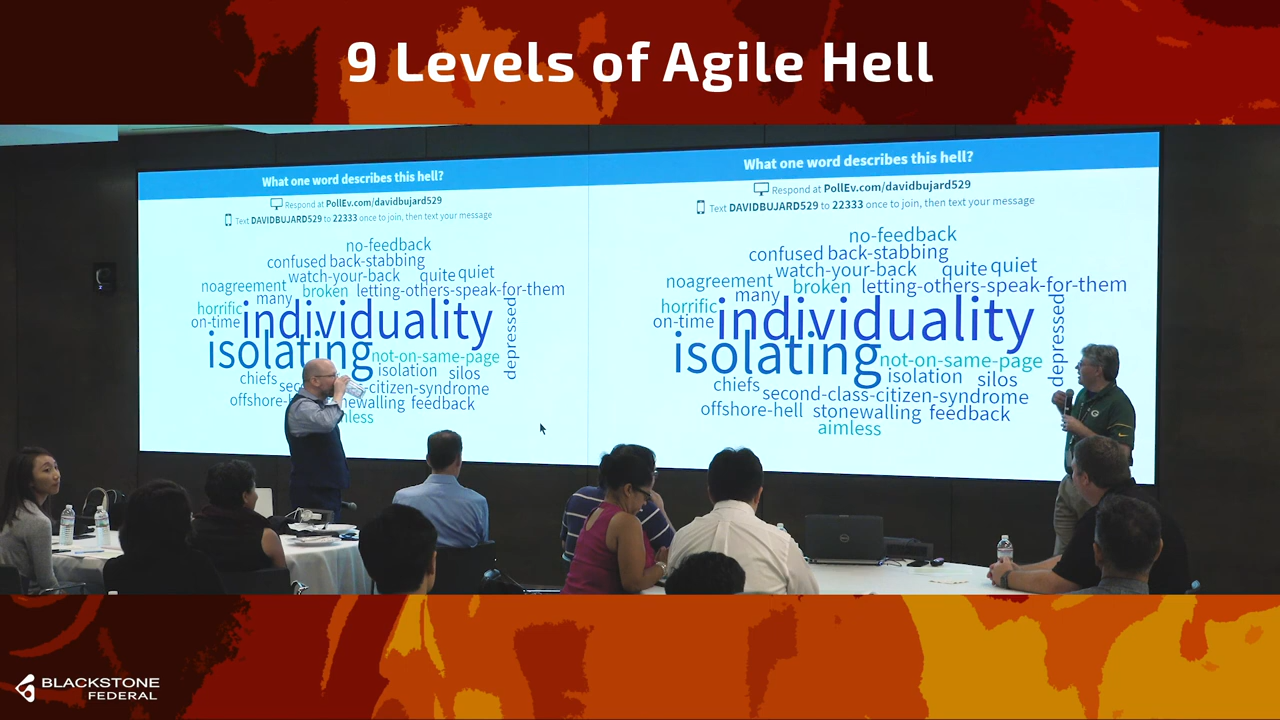 9 Levels of Agile Hell
What one word describes this hell?
Respond at PollEv.com/davidbujard529
Text DAVIDBUJARD529 to 22333 once to join, then text your message
no-feedback
confused back-stabbing
watch-your-back quite quiet
noagreement many broken letting-others-speak-for-them
horrific
on-time individuality
isolating depressed
not-on-same-page
isolation silos
chiefs
sec s-citizen-syndrome
offshore-h newalling feedback
mless
What one word describes this hell?
Respond at PollEv.com/davidbujard529
Text DAVIDBUJARD529 to 22333 once to join, then text your message
no-feedback
confused back-stabbing
watch-your-back quite quiet
noagreement many broken letting-others-speak-for-them
horrific
on-time individuality
isolating depressed
not-on-same-page
isolation silos
chiefs second-class-citizen-syndrome
offshore-hell stonewalling feedback
aimless
DELL
BLACKSTONE
FEDERAL